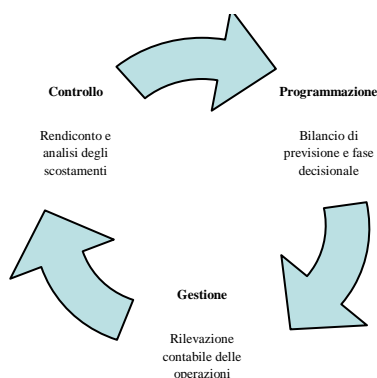 Controllo
Rendiconto e
analisi degli
scostamenti
Programmazione
Bilancio di
previsione e fase
decisionale
Gestione
Rilevazione
contabile delle
operazioni